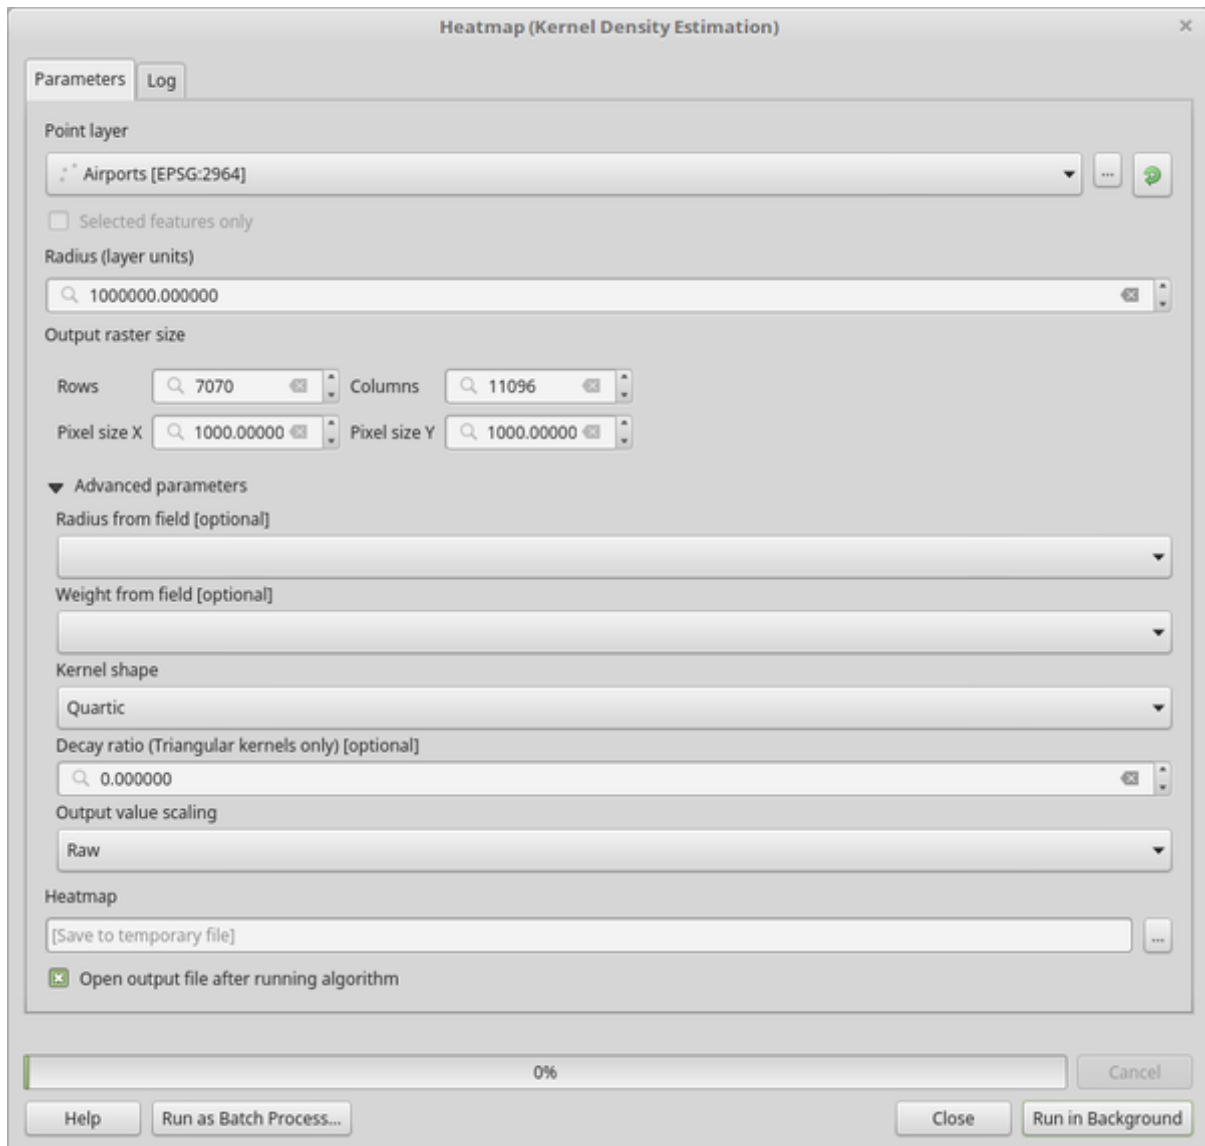 Heatmap (Kernel Density Estimation)
Parameters Log
Point layer
Airports [EPSG:2964]
...
Selected features only
Radius (layer units)
1000000.000000
Output raster size
Rows 7070 Columns 11096
Pixel size X 1000.00000 Pixel size Y 1000.00000
Advanced parameters
Radius from field [optional]
Weight from field [optional]
Kernel shape
Quartic
Decay ratio (Triangular kernels only) [optional]
0.000000
Output value scaling
Raw
Heatmap
[Save to temporary file]
...
Open output file after running algorithm
0% Cancel
Help Run as Batch Process... Close Run in Background